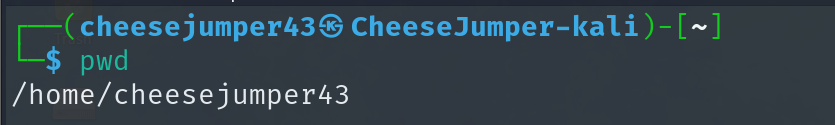 ┌──(cheesejumper43㉿CheeseJumper-kali)-[~]
└─$ pwd
/home/cheesejumper43